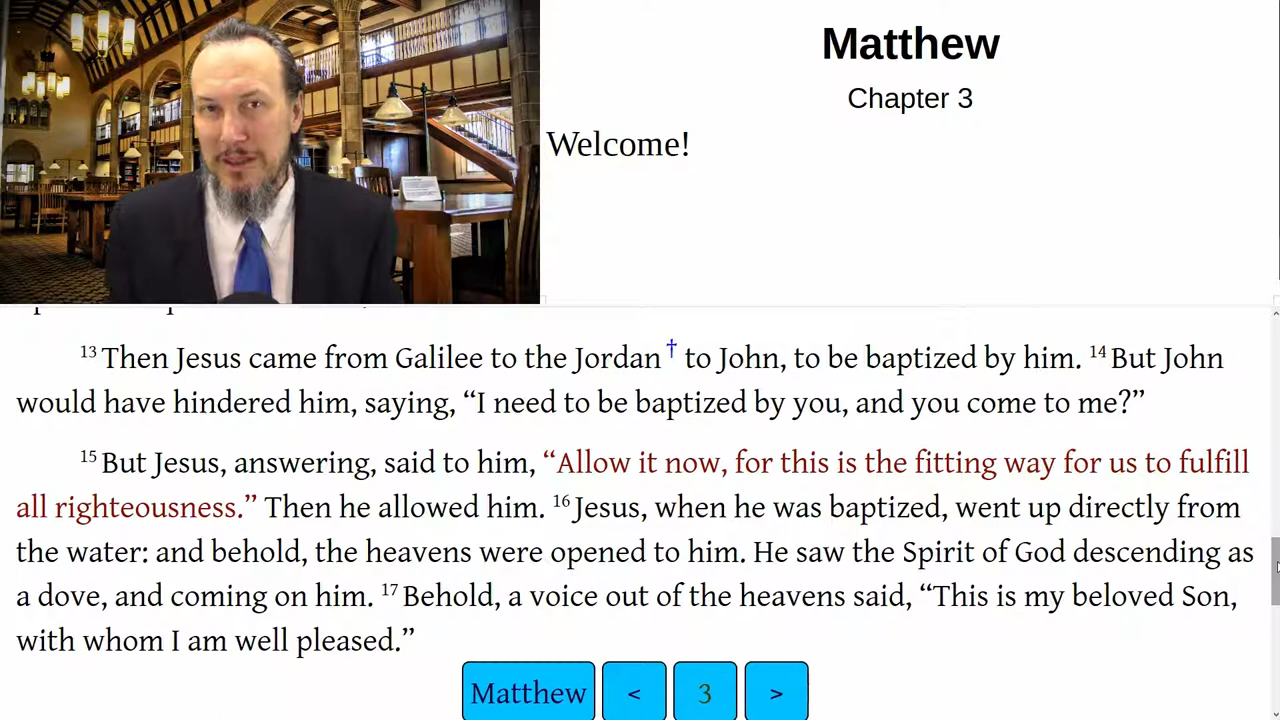 Matthew
Chapter 3
Welcome!
13 Then Jesus came from Galilee to the Jordan † to John, to be baptized by him. 14 But John
would have hindered him, saying, “I need to be baptized by you, and you come to me?”
15 But Jesus, answering, said to him, “Allow it now, for this is the fitting way for us to fulfill
all righteousness.” Then he allowed him. 16 Jesus, when he was baptized, went up directly from
the water: and behold, the heavens were opened to him. He saw the Spirit of God descending as
a dove, and coming on him. 17 Behold, a voice out of the heavens said, “This is my beloved Son,
with whom I am well pleased.”
Matthew < 3 >